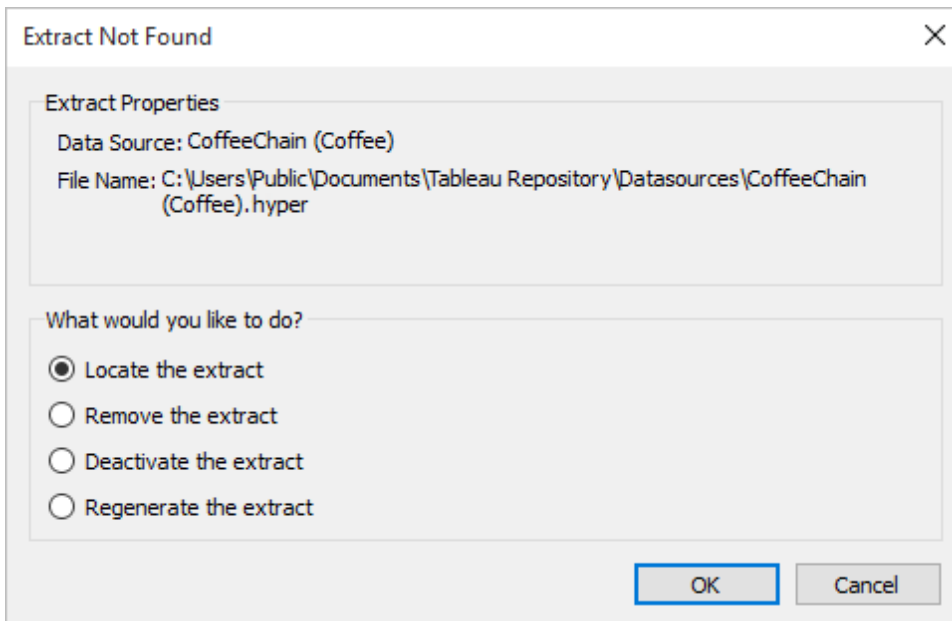 Extract Not Found
Extract Properties
Data Source: CoffeeChain (Coffee)
File Name: C:\Users\Public\Documents\Tableau Repository\Datasources\CoffeeChain
(Coffee).hyper
What would you like to do?
Locate the extract
Remove the extract
Deactivate the extract
Regenerate the extract
OK Cancel